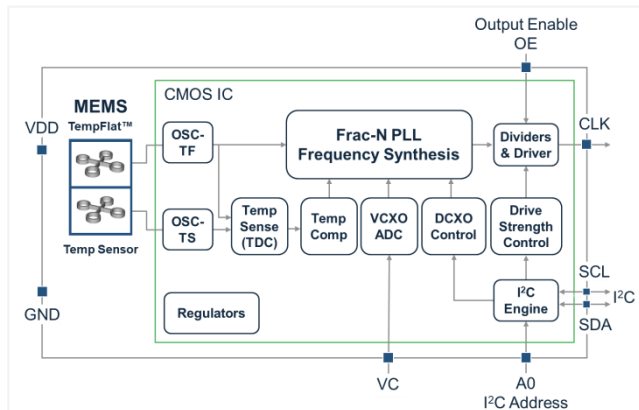 Output Enable
OE
CMOS IC
MEMS
TempFlat™
VDD
OSC-
TF
Frac-N PLL
Frequency Synthesis
Dividers
& Driver
CLK
Temp Sensor
OSC-
TS
Temp
Sense
(TDC)
Temp
Comp
VCXO
ADC
DCXO
Control
Drive
Strength
Control
GND
Regulators
I²C
Engine
SCL
I²C
SDA
VC
A0
I²C Address